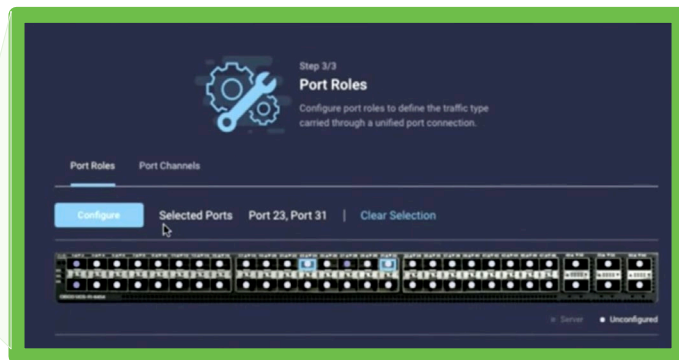 Step 3/3
Port Roles
Configure port roles to define the traffic type
carried through a unified port connection.
Port Roles Port Channels
Configure Selected Ports Port 23, Port 31 | Clear Selection
Server Unconfigured